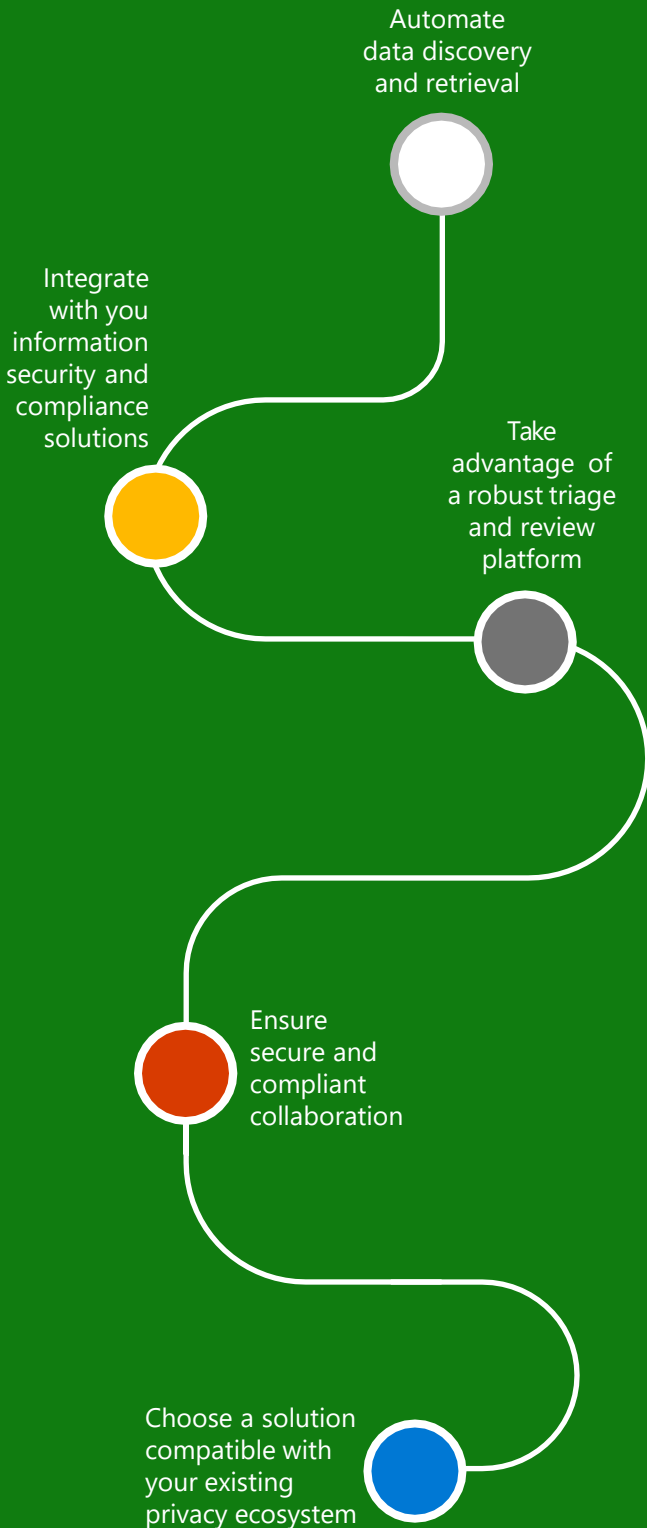 Automate
data discovery
and retrieval
Integrate
with you
information
security and
compliance
solutions
Take
advantage of
a robust triage
and review
platform
Ensure
secure and
compliant
collaboration
Choose a solution
compatible with
your existing
privacy ecosystem